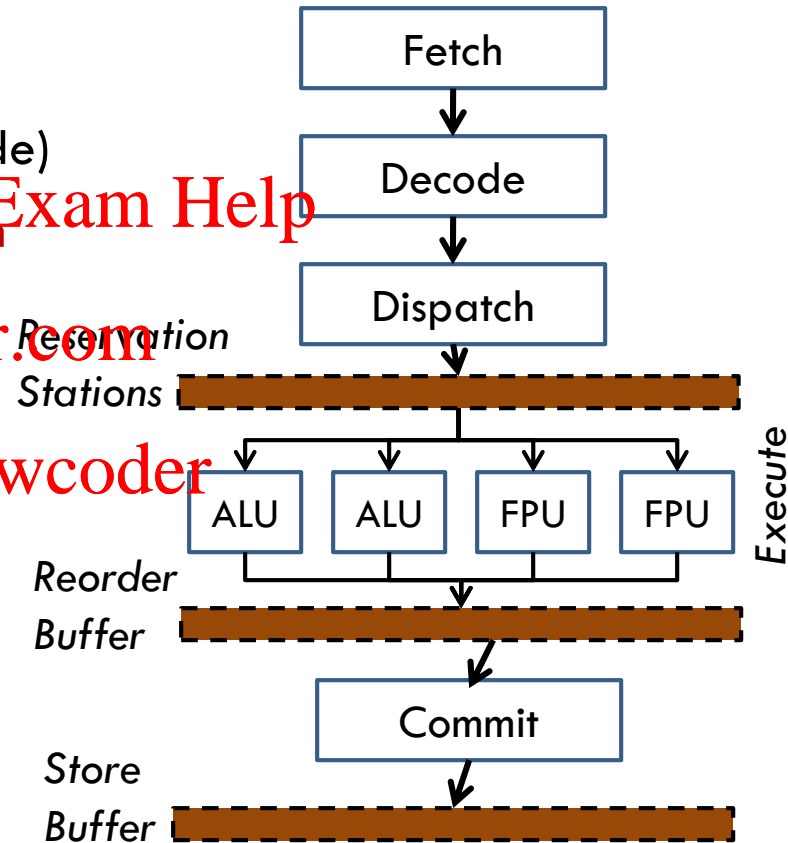 Fetch
de)
Exam Help
Decode
Dispatch
r.com
Reservation
Stations
wcoder
ALU ALU FPU FPU
Execute
Reorder
Buffer
Commit
Store
Buffer